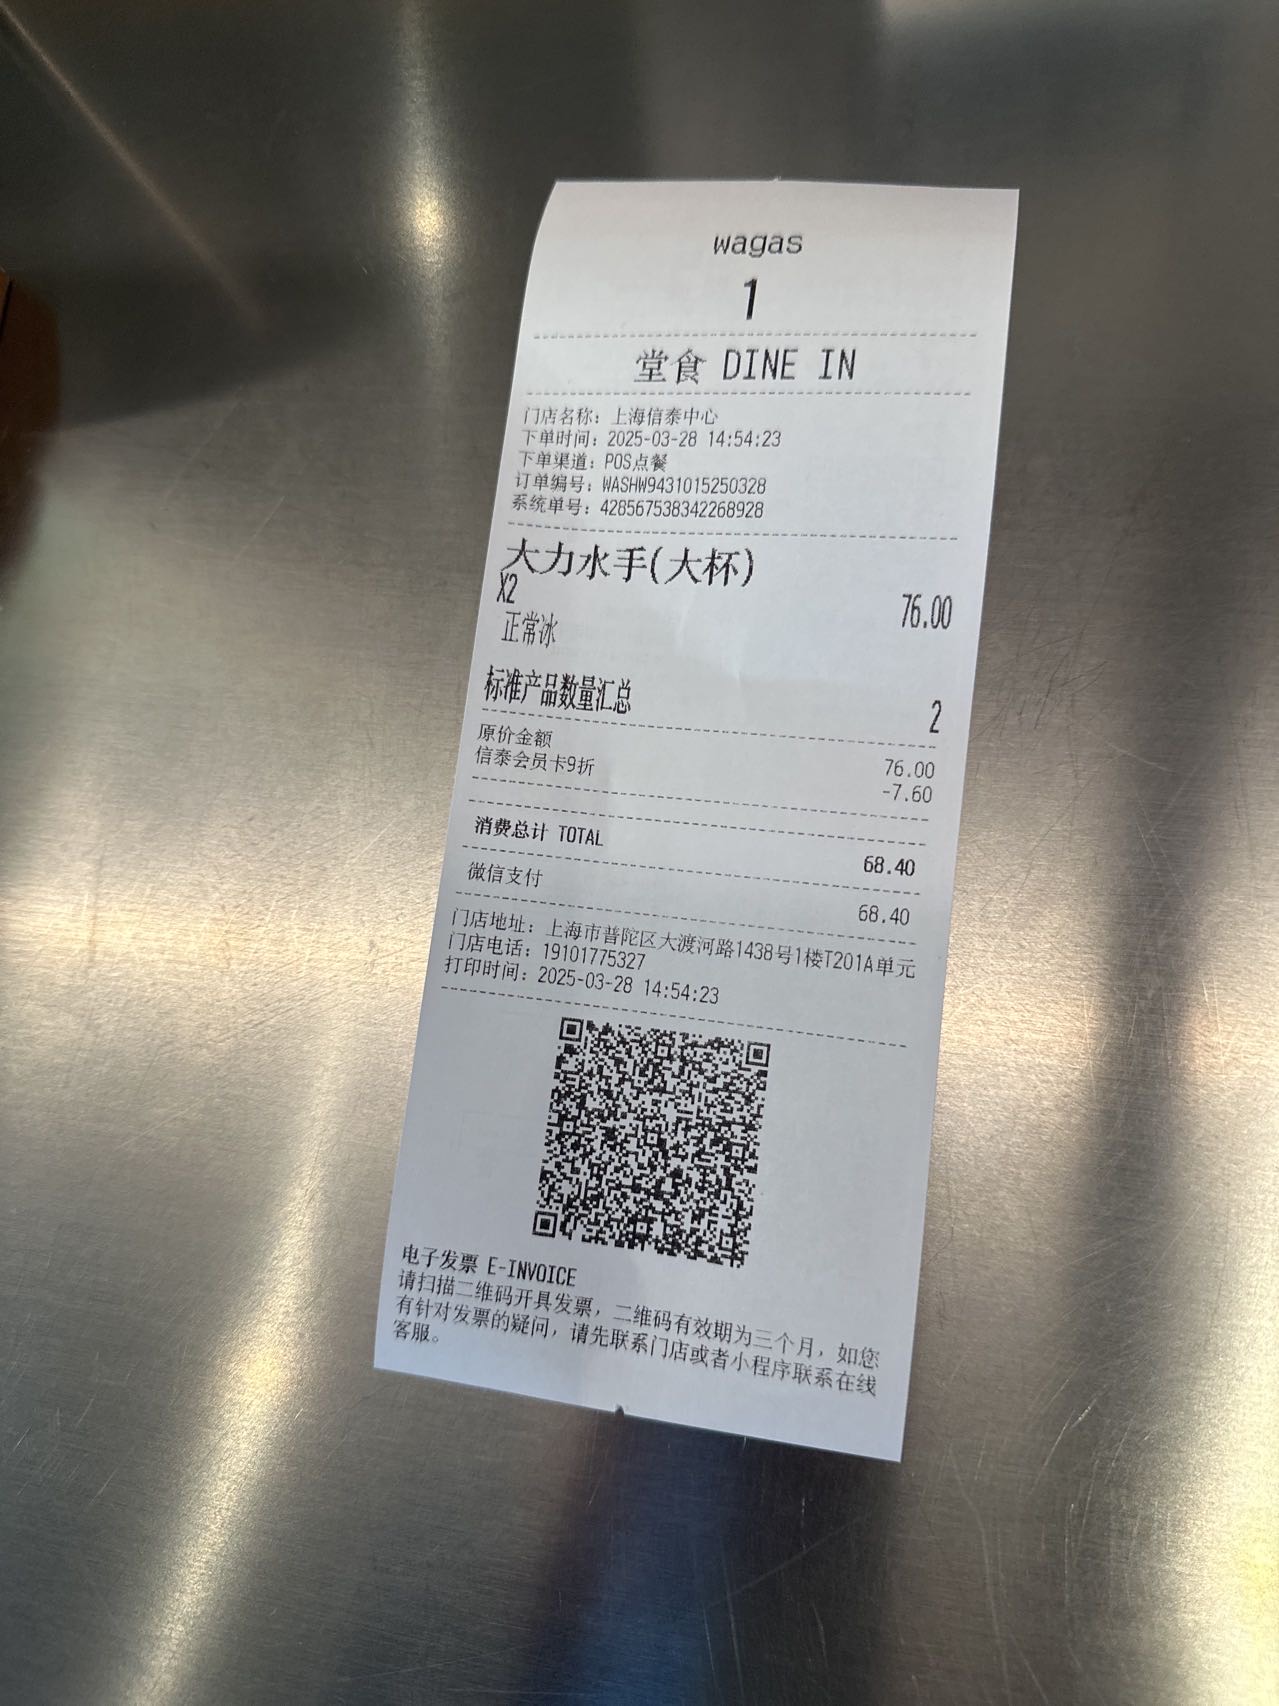 wagas
1
堂食 DINE IN
门店名称：上海信泰中心
下单时间：2025-03-28 14:54:23
下单渠道：POS点餐
订单编号：WASHW9431015250328
系统单号：428567538342268928
大力水手(大杯)
X2 76.00
正常冰
标准产品数量汇总 2
原价金额 76.00
信泰会员卡9折 -7.60
消费总计 TOTAL 68.40
微信支付 68.40
门店地址：上海市普陀区大渡河路1438号1楼T201A单元
门店电话：19101775327
打印时间：2025-03-28 14:54:23
电子发票 E-INVOICE
请扫描二维码开具发票，二维码有效期为三个月，如您
有针对发票的疑问，请先联系门店或者小程序联系在线
客服。